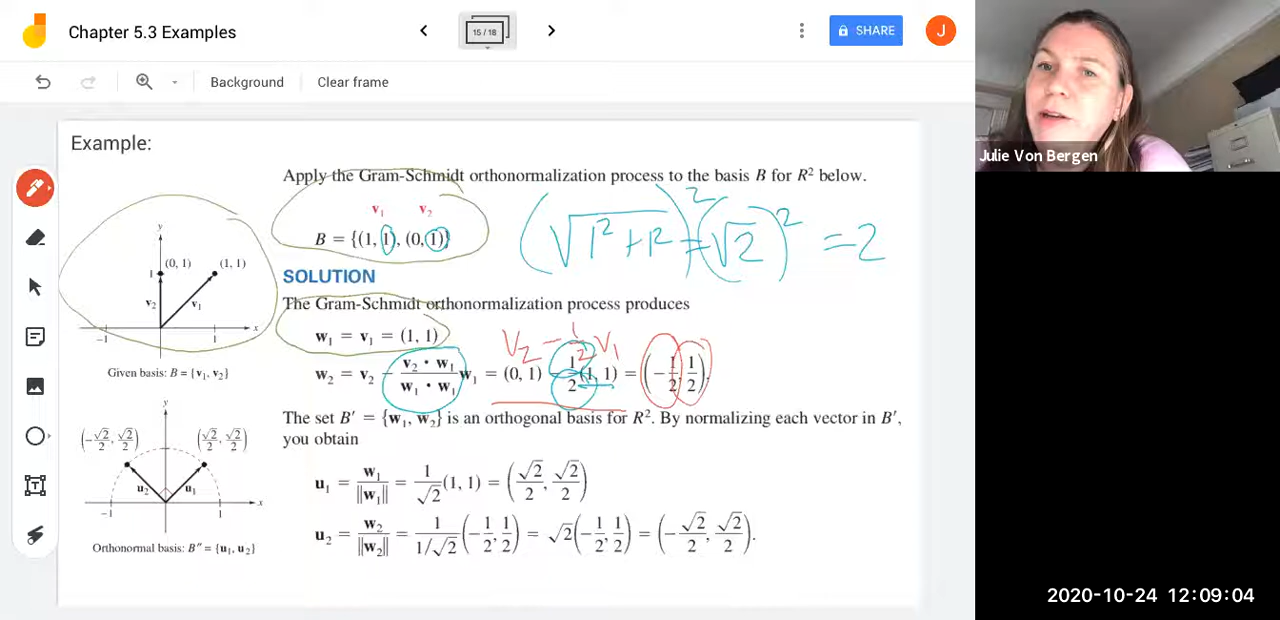 Chapter 5.3 Examples
15 / 18
SHARE
J
Background
Clear frame
Example:
Apply the Gram-Schmidt orthonormalization process to the basis B for R² below.
v₁ v₂
B = {(1, 1), (0, 1)}
(√1² + 1²)² = (√2)² = 2
SOLUTION
The Gram-Schmidt orthonormalization process produces
w₁ = v₁ = (1, 1)
V₂ − ½ V₁
w₂ = v₂ − (v₂ · w₁)/(w₁ · w₁) w₁ = (0, 1) − 1/2 (1, 1) = (−1/2, 1/2).
The set B′ = {w₁, w₂} is an orthogonal basis for R². By normalizing each vector in B′,
you obtain
u₁ = w₁/‖w₁‖ = 1/√2 (1, 1) = (√2/2, √2/2)
u₂ = w₂/‖w₂‖ = 1/(1/√2) (−1/2, 1/2) = √2(−1/2, 1/2) = (−√2/2, √2/2).
y
(0, 1) (1, 1)
1
v₂ v₁
x
−1 1
Given basis: B = {v₁, v₂}
y
(−√2/2, √2/2) (√2/2, √2/2)
u₂ u₁
x
−1 1
Orthonormal basis: B″ = {u₁, u₂}
Julie Von Bergen
2020-10-24 12:09:04